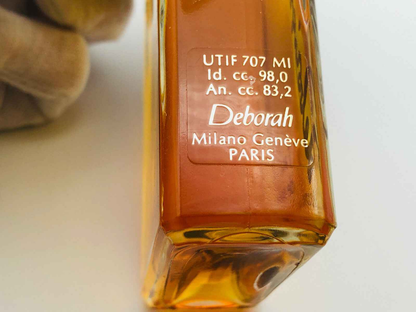 UTIF 707 MI
Id. cc. 98,0
An. cc. 83,2
Deborah
Milano Genève
PARIS